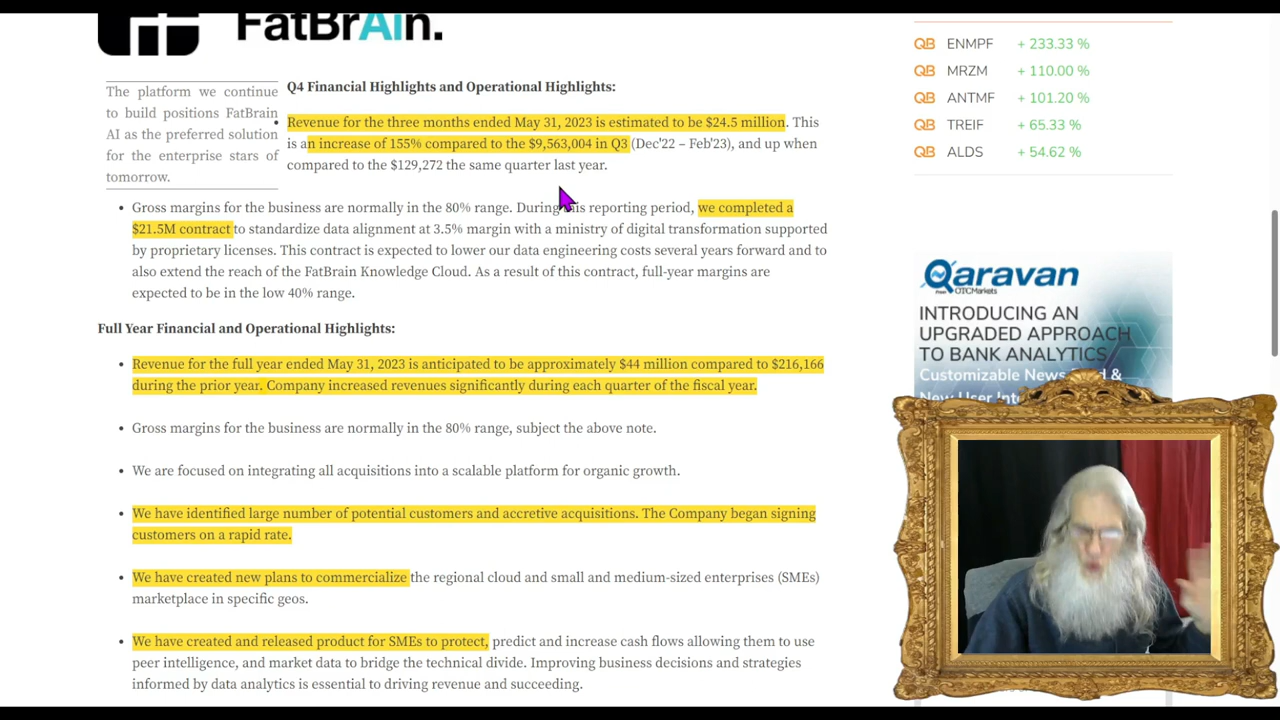 FatBrAIn.
The platform we continue
to build positions FatBrain
AI as the preferred solution
for the enterprise stars of
tomorrow.
Q4 Financial Highlights and Operational Highlights:
Revenue for the three months ended May 31, 2023 is estimated to be $24.5 million. This
is an increase of 155% compared to the $9,563,004 in Q3 (Dec'22 – Feb'23), and up when
compared to the $129,272 the same quarter last year.
Gross margins for the business are normally in the 80% range. During this reporting period, we completed a
$21.5M contract to standardize data alignment at 3.5% margin with a ministry of digital transformation supported
by proprietary licenses. This contract is expected to lower our data engineering costs several years forward and to
also extend the reach of the FatBrain Knowledge Cloud. As a result of this contract, full-year margins are
expected to be in the low 40% range.
Full Year Financial and Operational Highlights:
Revenue for the full year ended May 31, 2023 is anticipated to be approximately $44 million compared to $216,166
during the prior year. Company increased revenues significantly during each quarter of the fiscal year.
Gross margins for the business are normally in the 80% range, subject the above note.
We are focused on integrating all acquisitions into a scalable platform for organic growth.
We have identified large number of potential customers and accretive acquisitions. The Company began signing
customers on a rapid rate.
We have created new plans to commercialize the regional cloud and small and medium-sized enterprises (SMEs)
marketplace in specific geos.
We have created and released product for SMEs to protect, predict and increase cash flows allowing them to use
peer intelligence, and market data to bridge the technical divide. Improving business decisions and strategies
informed by data analytics is essential to driving revenue and succeeding.
QB ENMPF + 233.33 %
QB MRZM + 110.00 %
QB ANTMF + 101.20 %
QB TREIF + 65.33 %
QB ALDS + 54.62 %
Qaravan
from OTCMarkets
INTRODUCING AN
UPGRADED APPROACH
TO BANK ANALYTICS
Customizable News &
New User